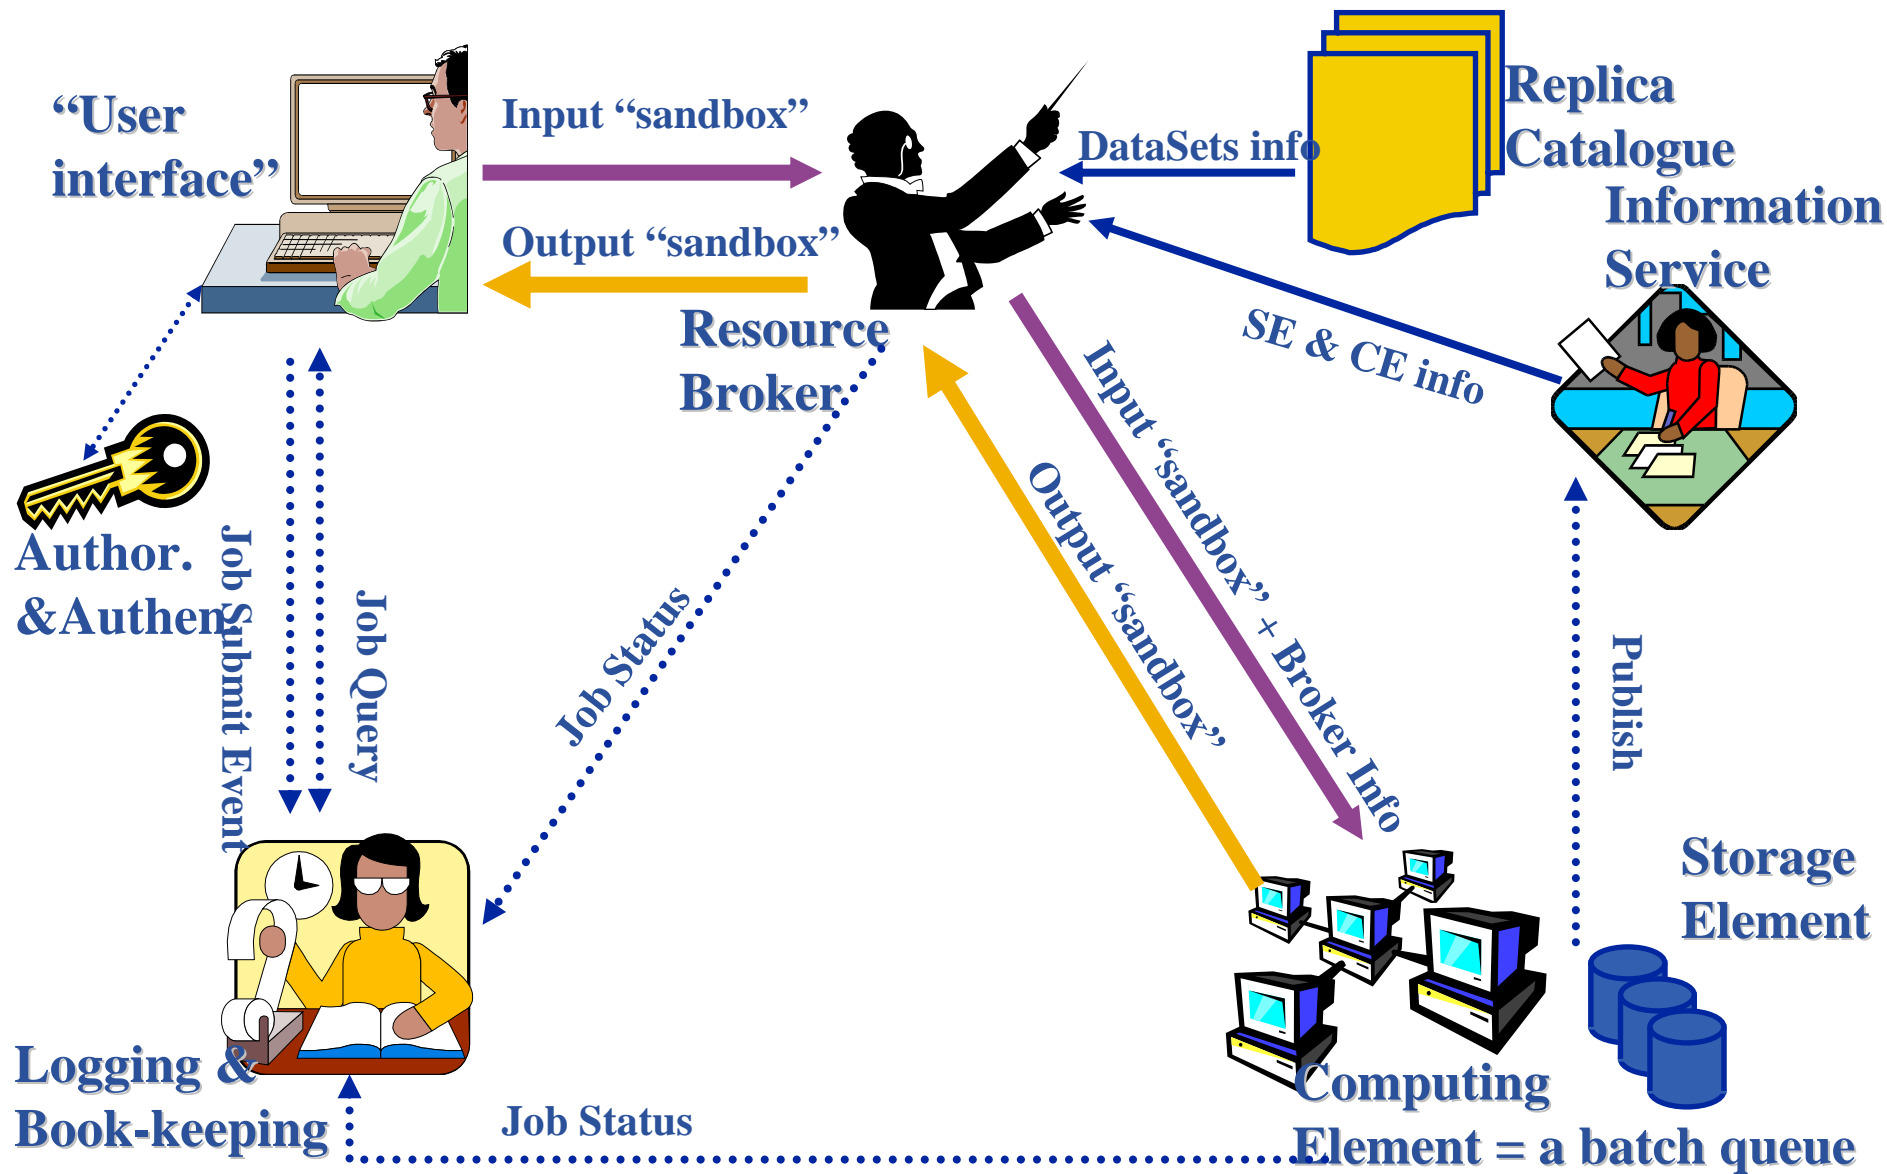 “User
interface”
Input “sandbox”
Output “sandbox”
Resource
Broker
DataSets info
Replica
Catalogue
Information
Service
SE & CE info
Author.
&Authen.
Job Submit Event
Job Query
Job Status
Input “sandbox” + Broker Info
Output “sandbox”
Publish
Storage
Element
Logging &
Book-keeping
Job Status
Computing
Element = a batch queue